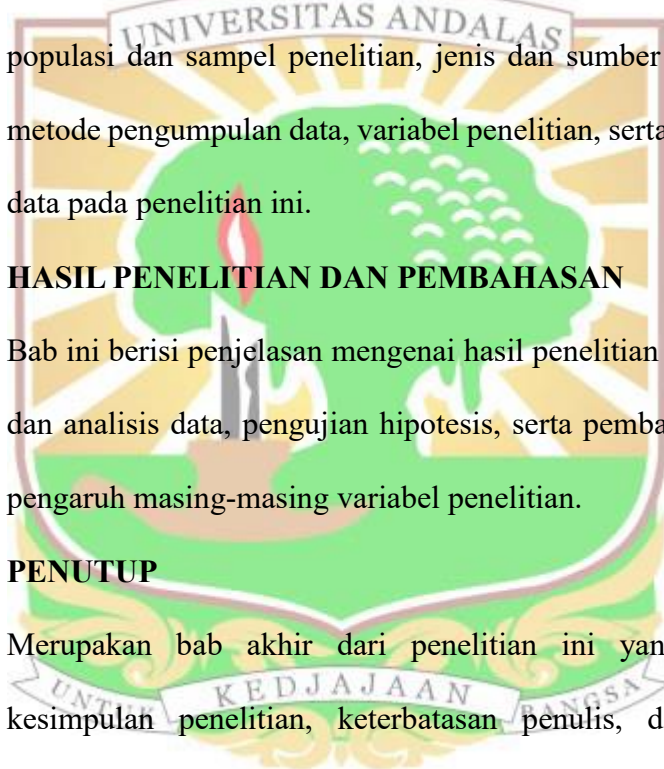 UNIVERSITAS ANDALAS
populasi dan sampel penelitian, jenis dan sumber
metode pengumpulan data, variabel penelitian, serta
data pada penelitian ini.
HASIL PENELITIAN DAN PEMBAHASAN
Bab ini berisi penjelasan mengenai hasil penelitian
dan analisis data, pengujian hipotesis, serta pemba
pengaruh masing-masing variabel penelitian.
PENUTUP
Merupakan bab akhir dari penelitian ini yan
UNTUK KEDJAJAAN BANGSA
kesimpulan penelitian, keterbatasan penulis, d